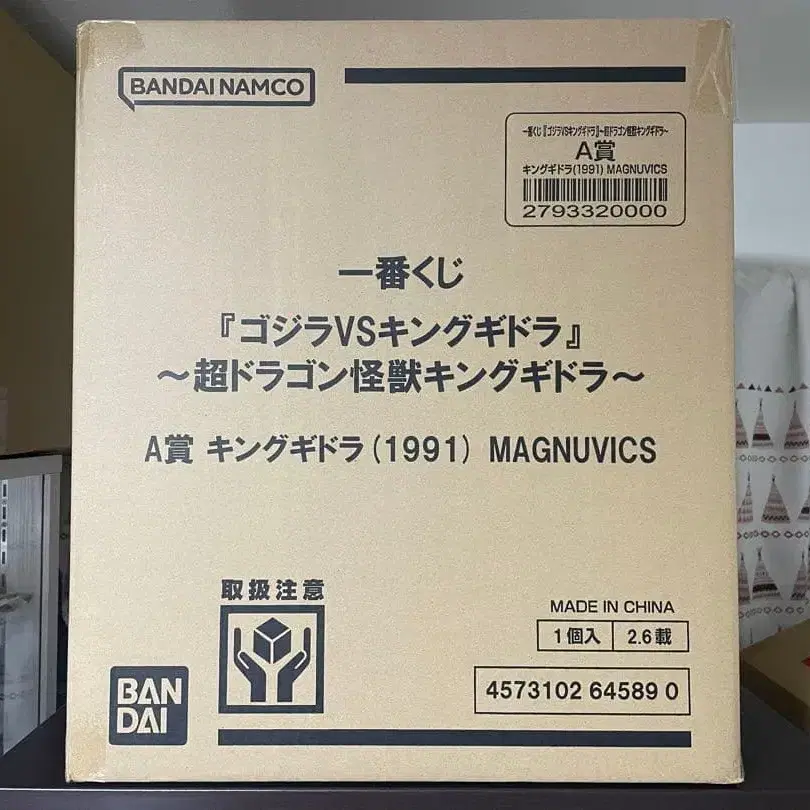 BANDAI NAMCO
一番くじ『ゴジラVSキングギドラ』～超ドラゴン怪獣キングギドラ～
A賞
キングギドラ(1991) MAGNUVICS
2793320000
一番くじ
『ゴジラVSキングギドラ』
～超ドラゴン怪獣キングギドラ～
A賞 キングギドラ(1991) MAGNUVICS
取扱注意
MADE IN CHINA
1個入 2.6載
BAN
DAI
4573102 64589 0